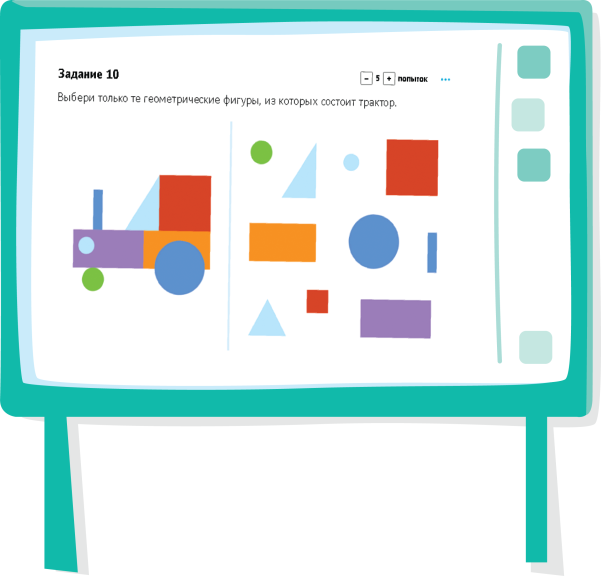 Задание 10
– 5 + попыток
Выбери только те геометрические фигуры, из которых состоит трактор.